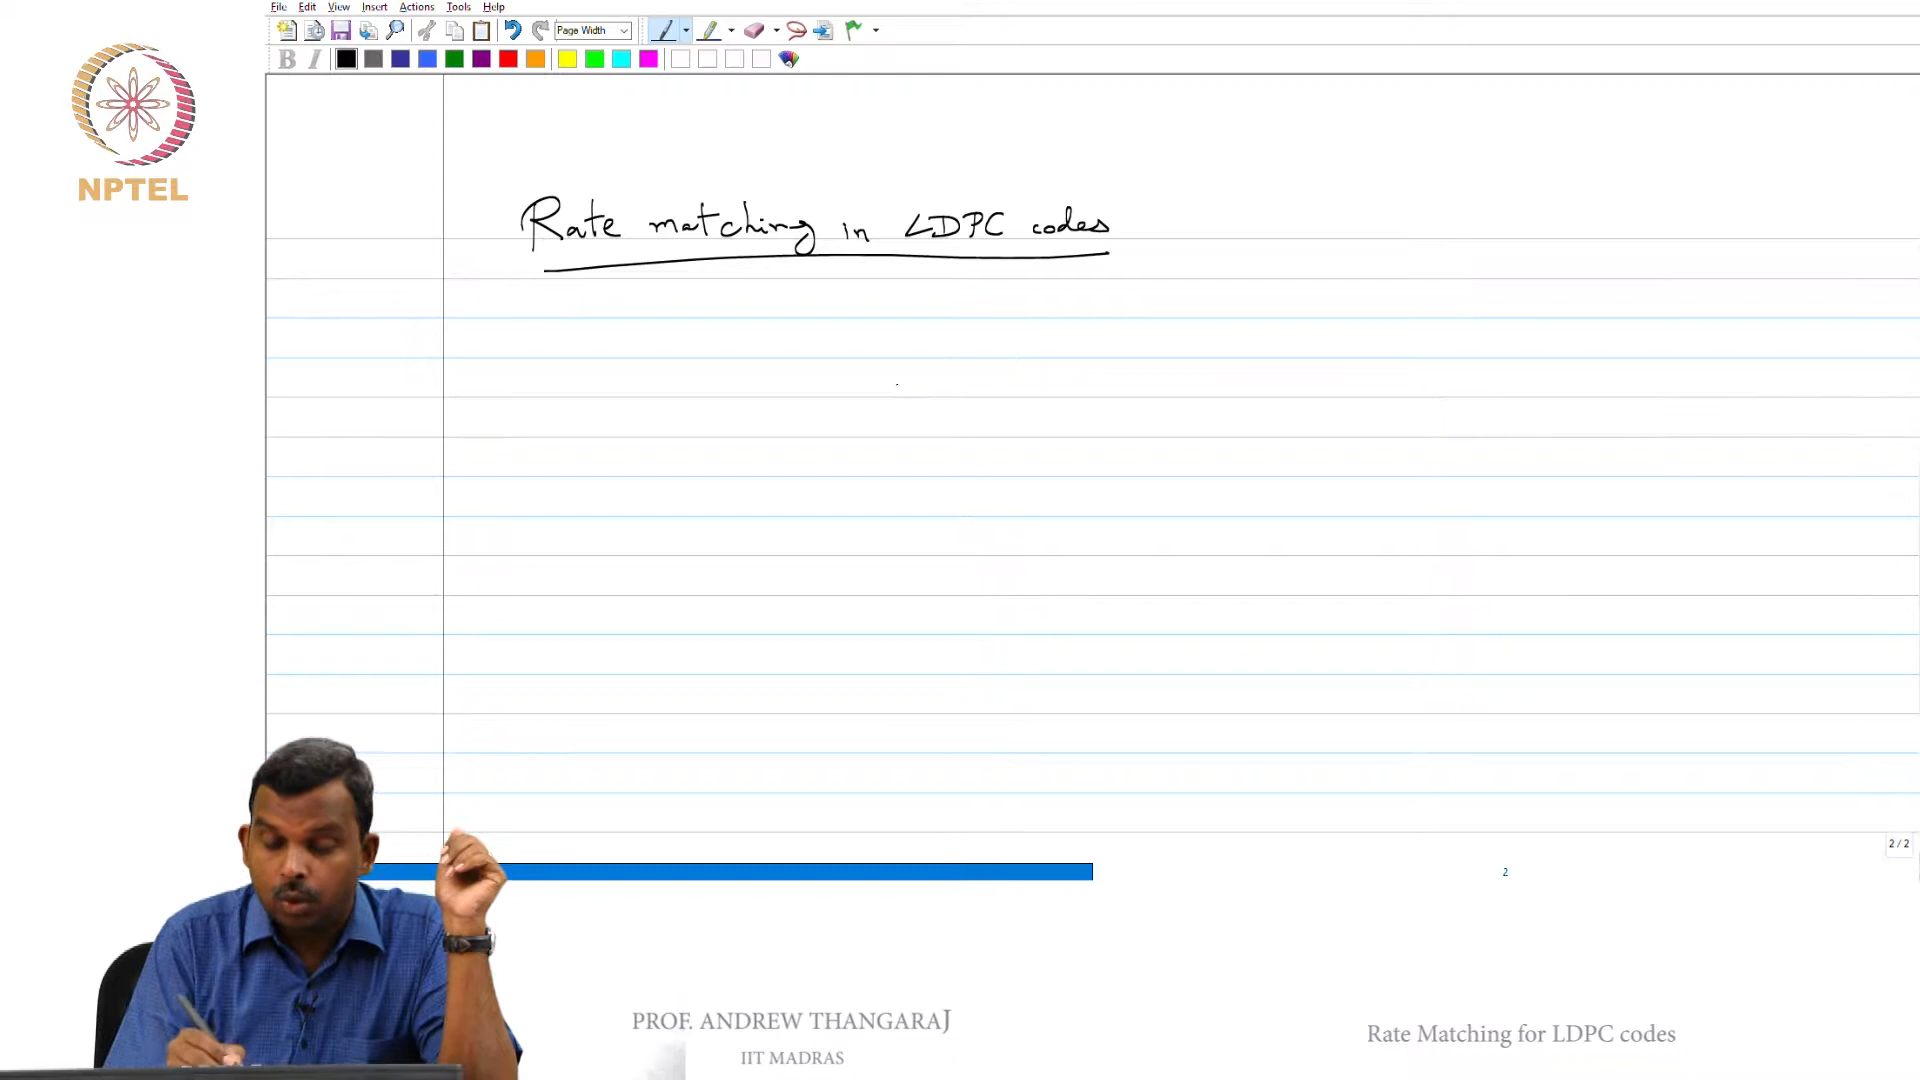 File Edit View Insert Actions Tools Help
Page Width
B I
NPTEL
Rate matching in LDPC codes
2 / 2
2
PROF. ANDREW THANGARAJ
IIT MADRAS
Rate Matching for LDPC codes